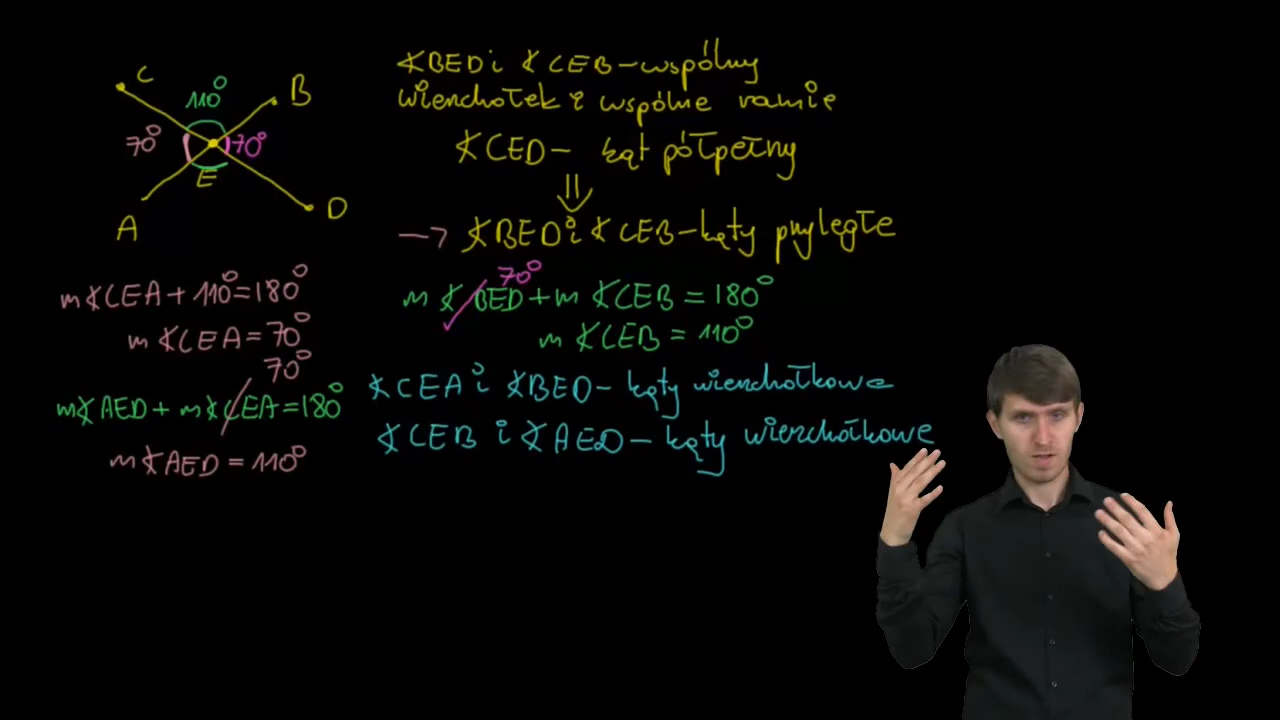 C
110°
B
70°
70°
E
A
D
∢BED i ∢CEB – wspólny
wierzchołek i wspólne ramię
∢CED – kąt półpełny
⇓
→ ∢BED i ∢CEB – kąty przyległe
70°
m∢BED + m∢CEB = 180°
m∢CEB = 110°
m∢CEA + 110° = 180°
m∢CEA = 70°
70°
m∢AED + m∢CEA = 180°
m∢AED = 110°
∢CEA i ∢BED – kąty wierzchołkowe
∢CEB i ∢AED – kąty wierzchołkowe